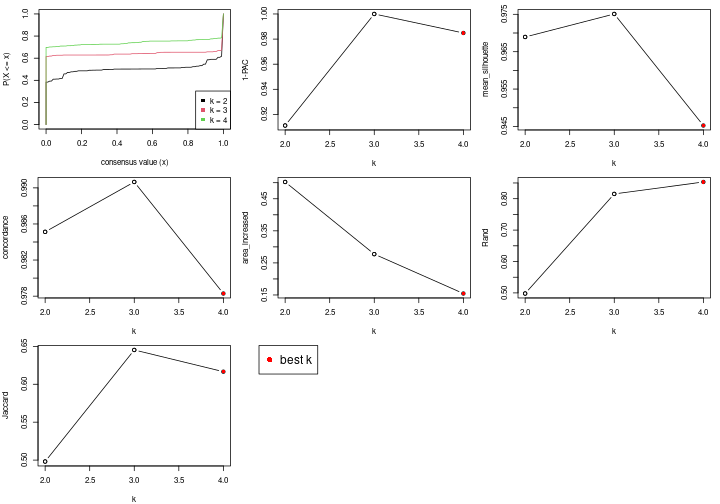 P(X <= x)
0.0 0.2 0.4 0.6 0.8 1.0
k = 2
k = 3
k = 4
0.0 0.2 0.4 0.6 0.8 1.0
consensus value (x)
1-PAC
0.92 0.94 0.96 0.98 1.00
2.0 2.5 3.0 3.5 4.0
k
mean_silhouette
0.945 0.955 0.965 0.975
2.0 2.5 3.0 3.5 4.0
k
concordance
0.978 0.982 0.986 0.990
2.0 2.5 3.0 3.5 4.0
k
area_increased
0.15 0.25 0.35 0.45
2.0 2.5 3.0 3.5 4.0
k
Rand
0.50 0.60 0.70 0.80
2.0 2.5 3.0 3.5 4.0
k
Jaccard
0.50 0.55 0.60 0.65
2.0 2.5 3.0 3.5 4.0
k
best k